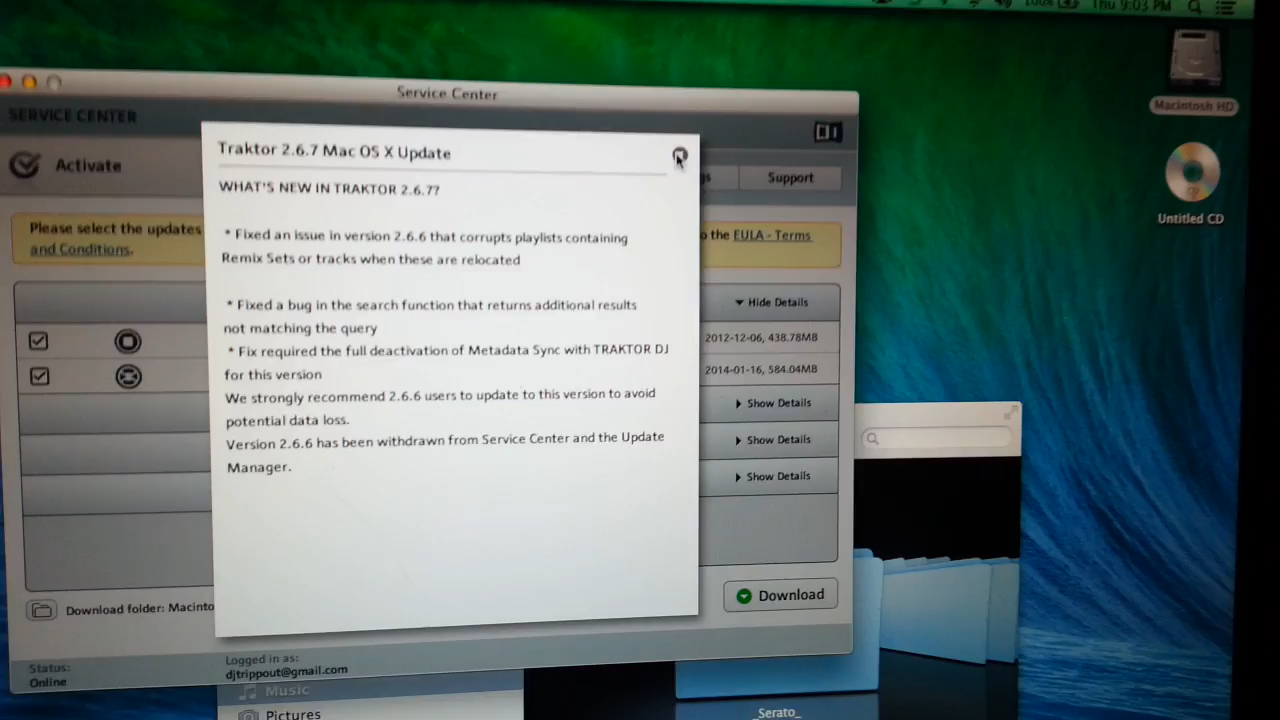 100%
Thu 9:03 PM
Macintosh HD
CD
Untitled CD
Service Center
SERVICE CENTER
Activate
Support
Please select the updates
and Conditions.
o the EULA - Terms
Traktor 2.6.7 Mac OS X Update
WHAT'S NEW IN TRAKTOR 2.6.7?
* Fixed an issue in version 2.6.6 that corrupts playlists containing
Remix Sets or tracks when these are relocated
* Fixed a bug in the search function that returns additional results
not matching the query
* Fix required the full deactivation of Metadata Sync with TRAKTOR DJ
for this version
We strongly recommend 2.6.6 users to update to this version to avoid
potential data loss.
Version 2.6.6 has been withdrawn from Service Center and the Update
Manager.
Hide Details
2012-12-06, 438.78MB
2014-01-16, 584.04MB
Show Details
Show Details
Show Details
Download folder: Macinto
Download
Status:
Online
Logged in as:
djtrippout@gmail.com
Music
Pictures
_Serato_